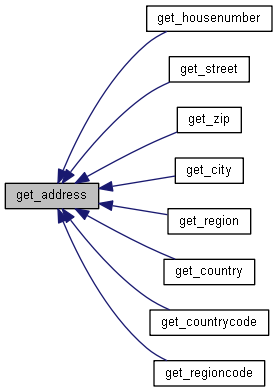 get_housenumber
get_street
get_zip
get_city
get_address
get_region
get_country
get_countrycode
get_regioncode